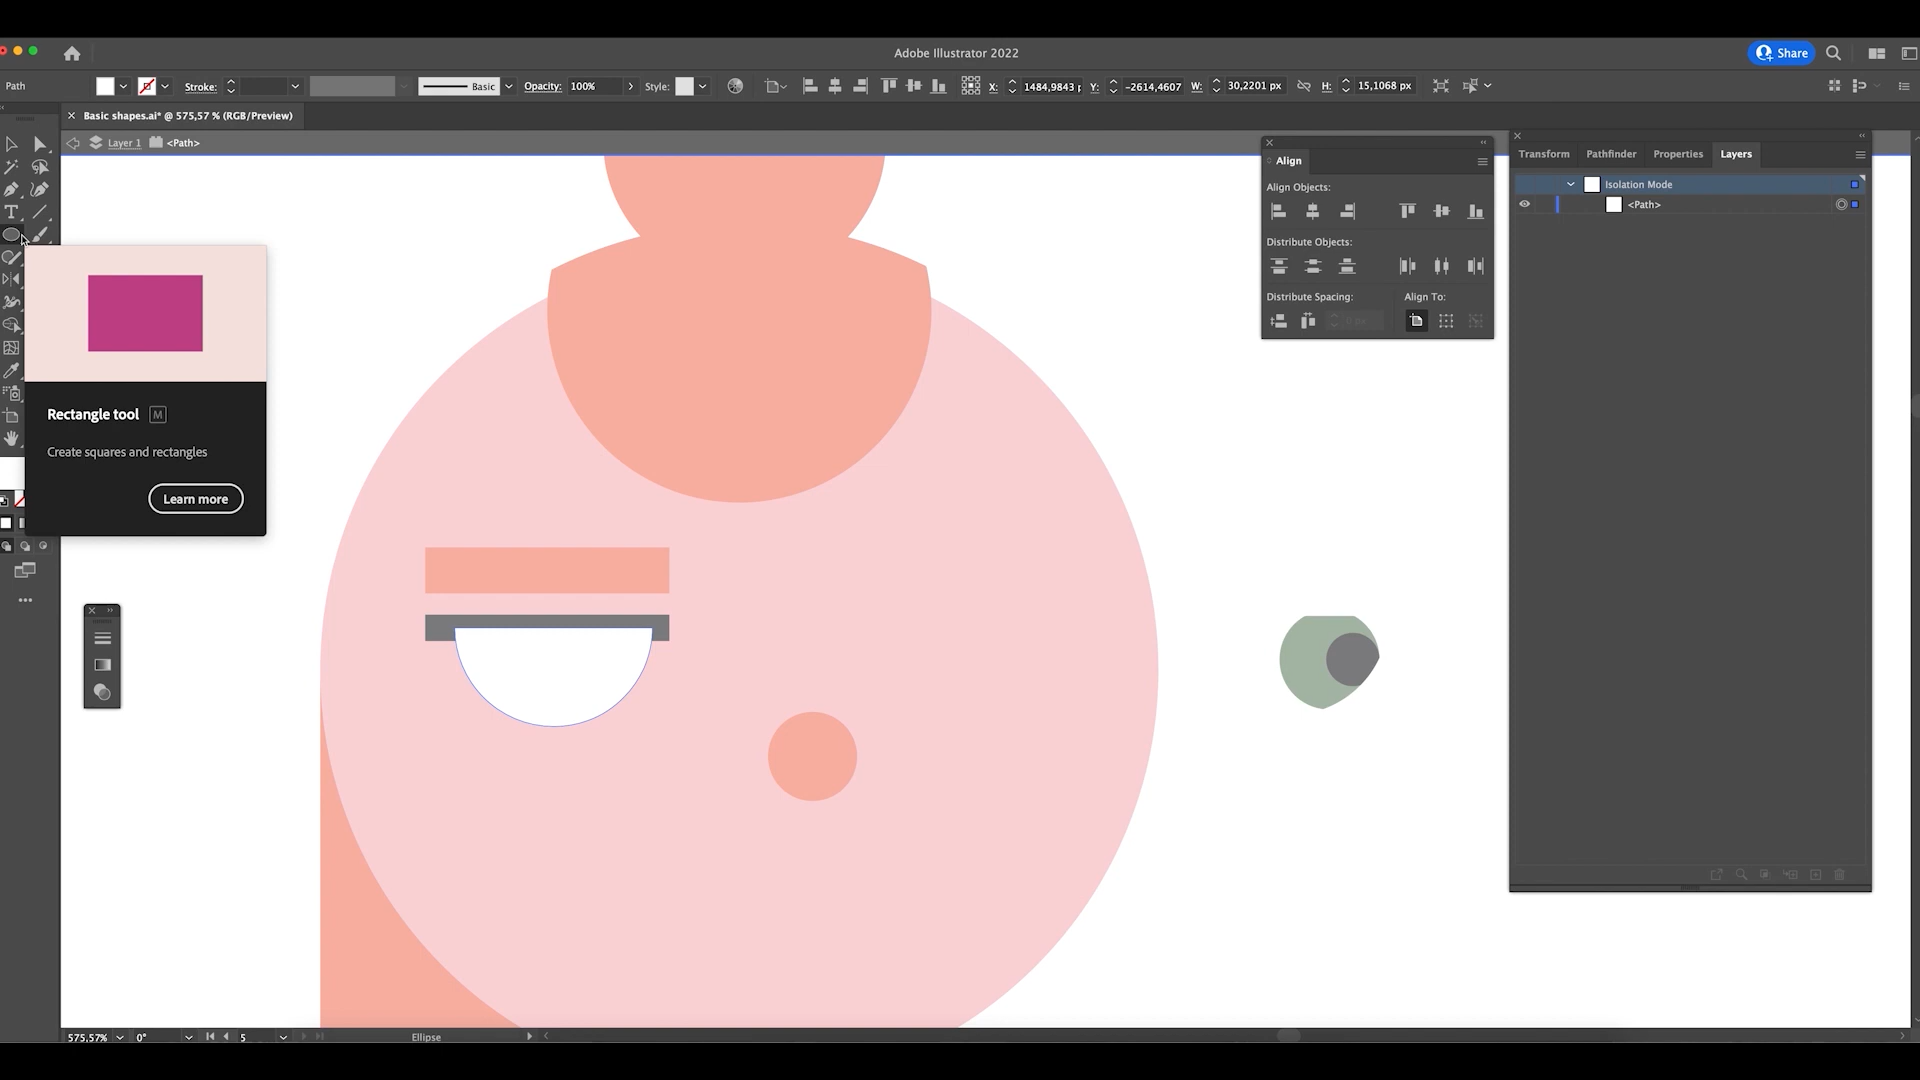 Adobe Illustrator 2022
Share
Path
Stroke:
Basic
Opacity: 100%
Style:
X: 1484,9843
Y: -2614,4607
W: 30,2201 px
H: 15,1068 px
Basic shapes.ai* @ 575,57 % (RGB/Preview)
Layer 1
<Path>
Align
Align Objects:
Distribute Objects:
Distribute Spacing:
Align To:
0 px
Transform
Pathfinder
Properties
Layers
Isolation Mode
<Path>
Rectangle tool M
Create squares and rectangles
Learn more
575,57%
0°
5
Ellipse